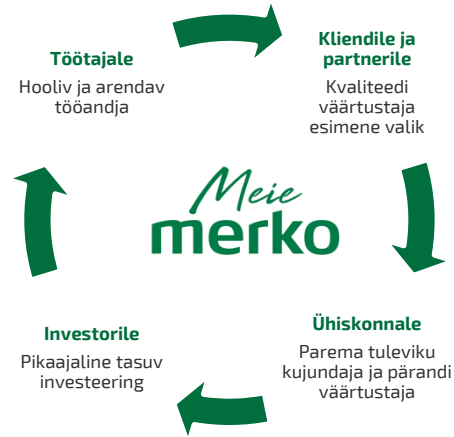 Töötajale
Hooliv ja arendav
tööandja
Kliendile ja
partnerile
Kvaliteedi
väärtustaja
esimene valik
Meie
merko
Investorile
Pikaajaline tasuv
investeering
Ühiskonnale
Parema tuleviku
kujundaja ja pärandi
väärtustaja